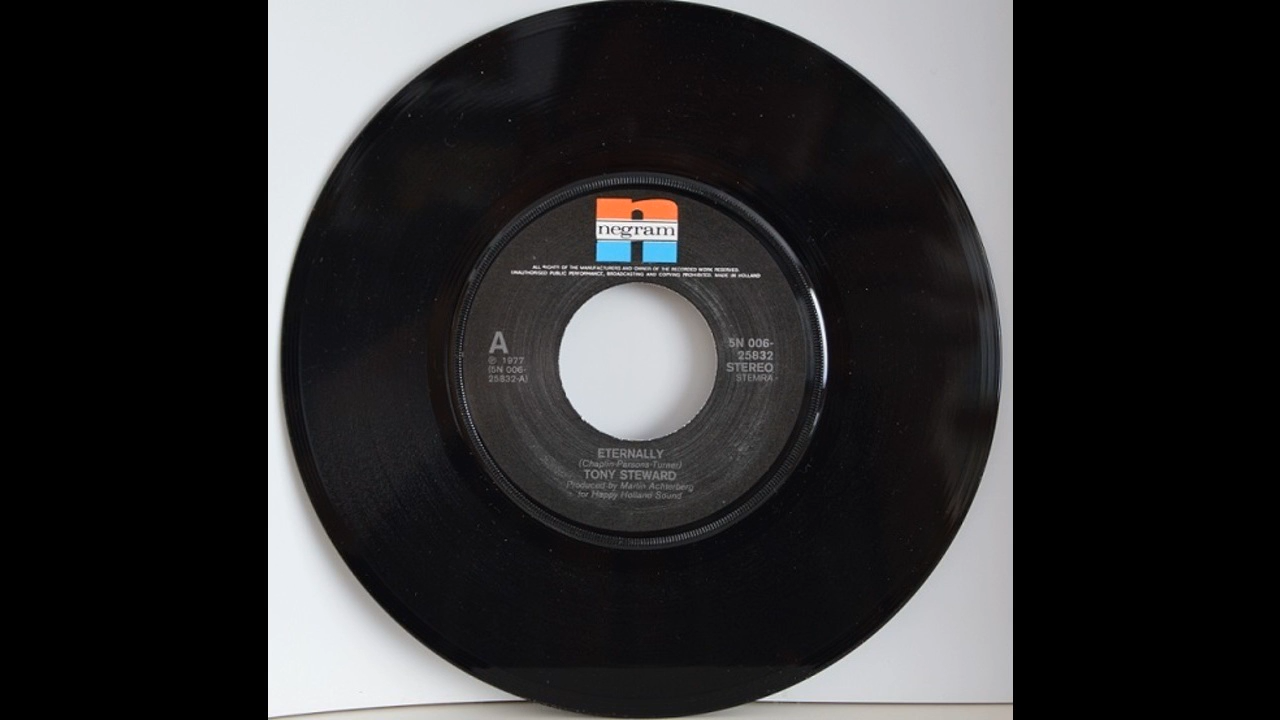 negram
ALL RIGHTS OF THE MANUFACTURERS AND OWNER OF THE RECORDED WORK RESERVED.
UNAUTHORISED PUBLIC PERFORMANCE, BROADCASTING AND COPYING PROHIBITED. MADE IN HOLLAND
A
℗ 1977
(5N 006-
25832-A)
5N 006-
25832
STEREO
STEMRA
ETERNALLY
(Chaplin-Parsons-Turner)
TONY STEWARD
Produced by Martin Achterberg
for Happy Holland Sound